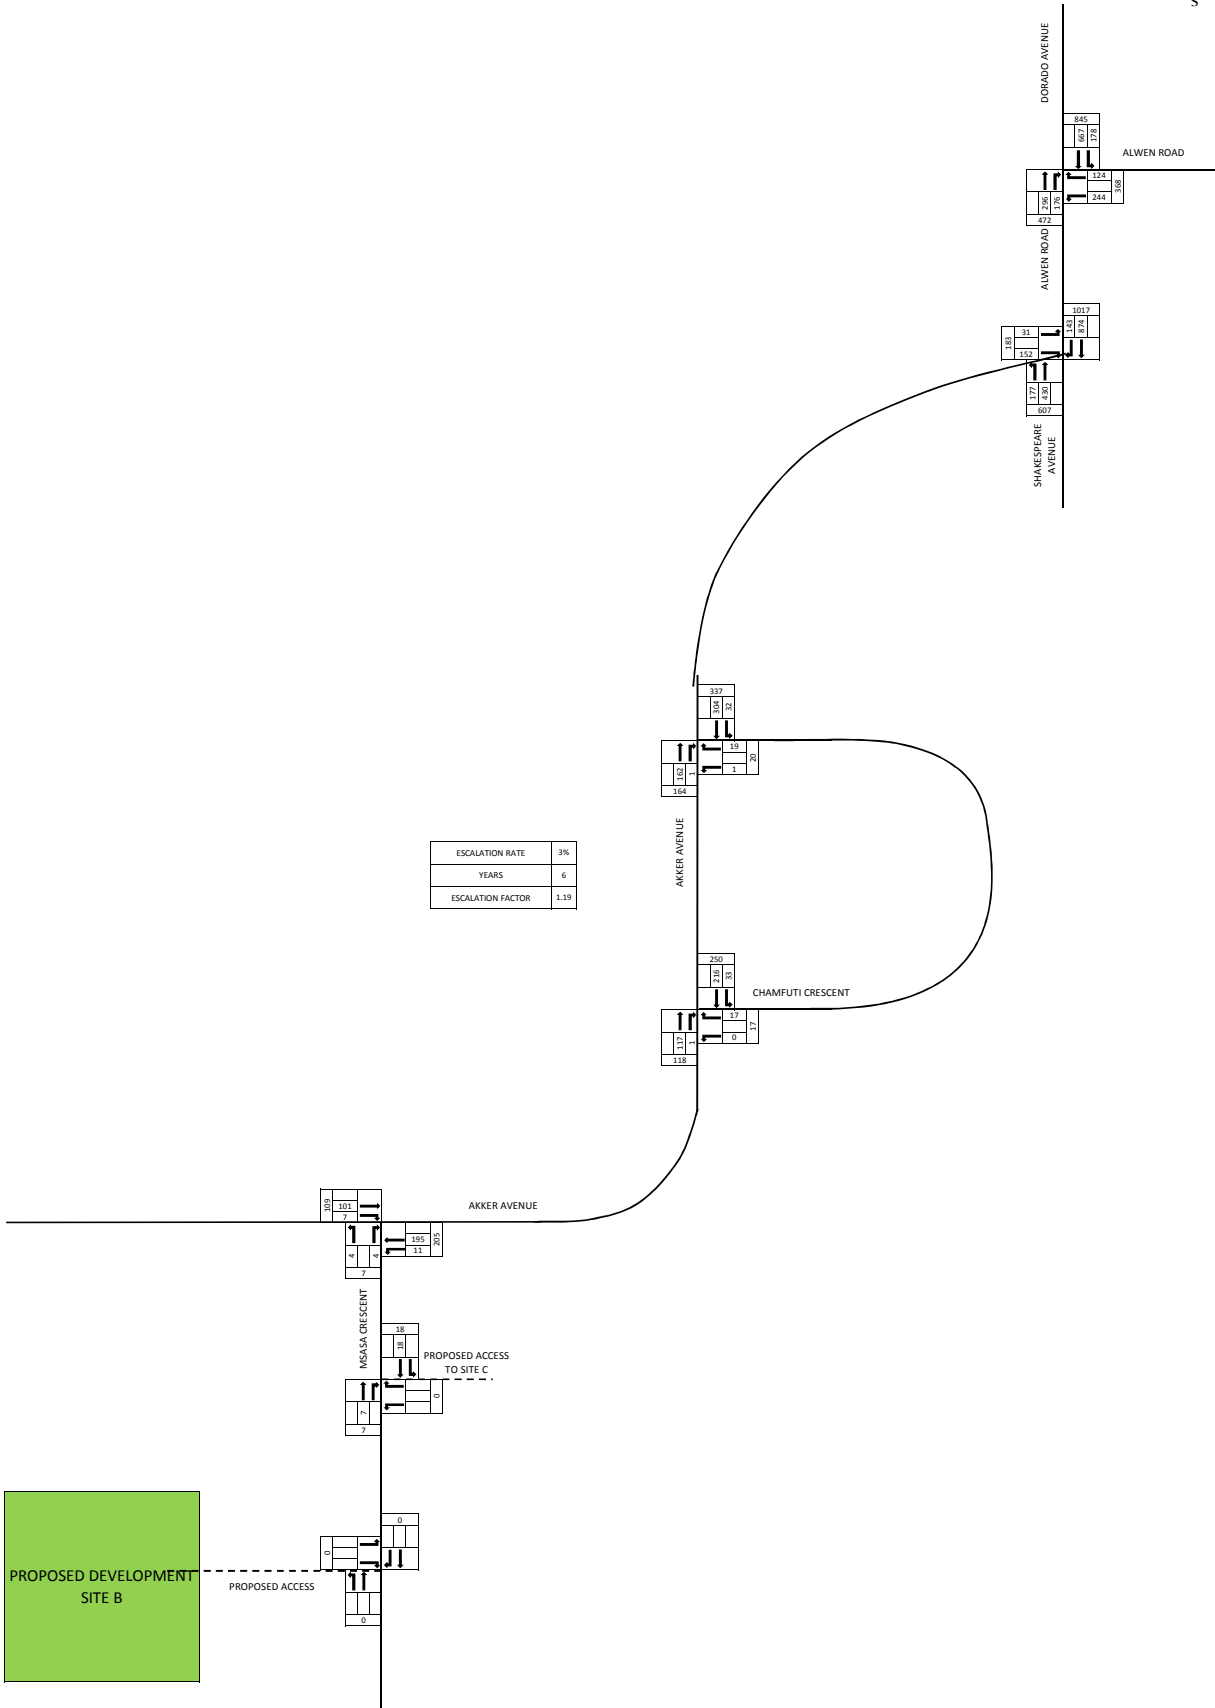 S
DORADO AVENUE
845
667
178
ALWEN ROAD
124
244
368
296
176
472
ALWEN ROAD
1017
143
874
31
152
183
177
430
607
SHAKESPEARE
AVENUE
337
304
32
19
1
20
162
1
164
AKKER AVENUE
ESCALATION RATE 3%
YEARS 6
ESCALATION FACTOR 1.19
250
216
33
CHAMFUTI CRESCENT
17
0
17
117
1
118
109
101
7
AKKER AVENUE
195
11
205
4
4
7
MSASA CRESCENT
18
18
PROPOSED ACCESS
TO SITE C
0
7
7
0
0
PROPOSED DEVELOPMENT
SITE B
PROPOSED ACCESS
0